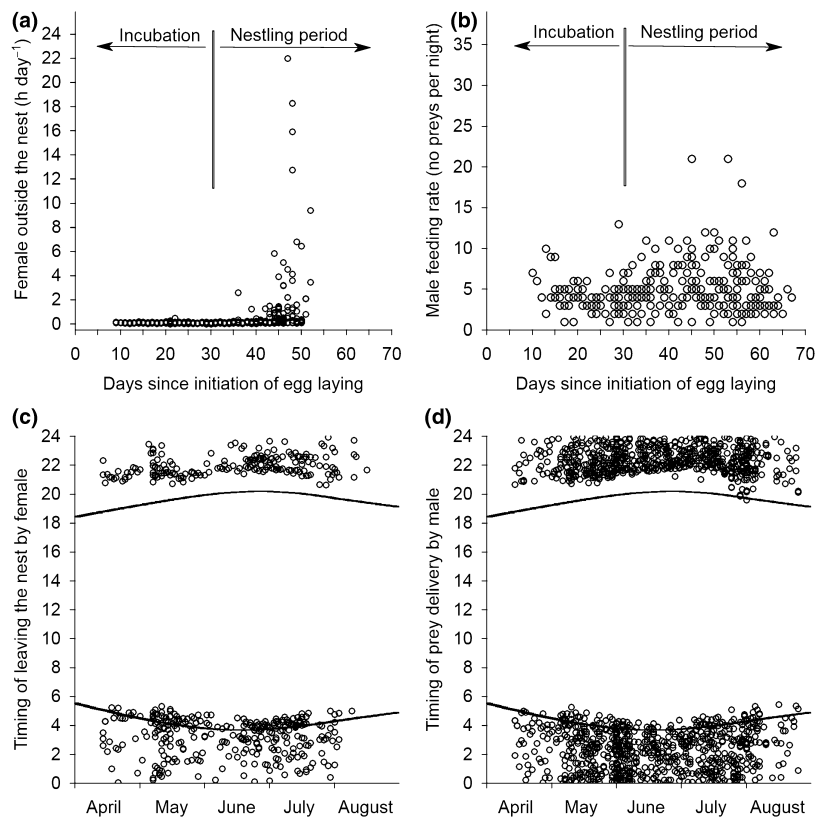 (a)
Incubation
Nestling period
Female outside the nest (h day⁻¹)
24
22
20
18
16
14
12
10
8
6
4
2
0
0 10 20 30 40 50 60 70
Days since initiation of egg laying
(b)
Incubation
Nestling period
Male feeding rate (no preys per night)
35
30
25
20
15
10
5
0
0 10 20 30 40 50 60 70
Days since initiation of egg laying
(c)
Timing of leaving the nest by female
24
22
20
18
16
14
12
10
8
6
4
2
0
April May June July August
(d)
Timing of prey delivery by male
24
22
20
18
16
14
12
10
8
6
4
2
0
April May June July August